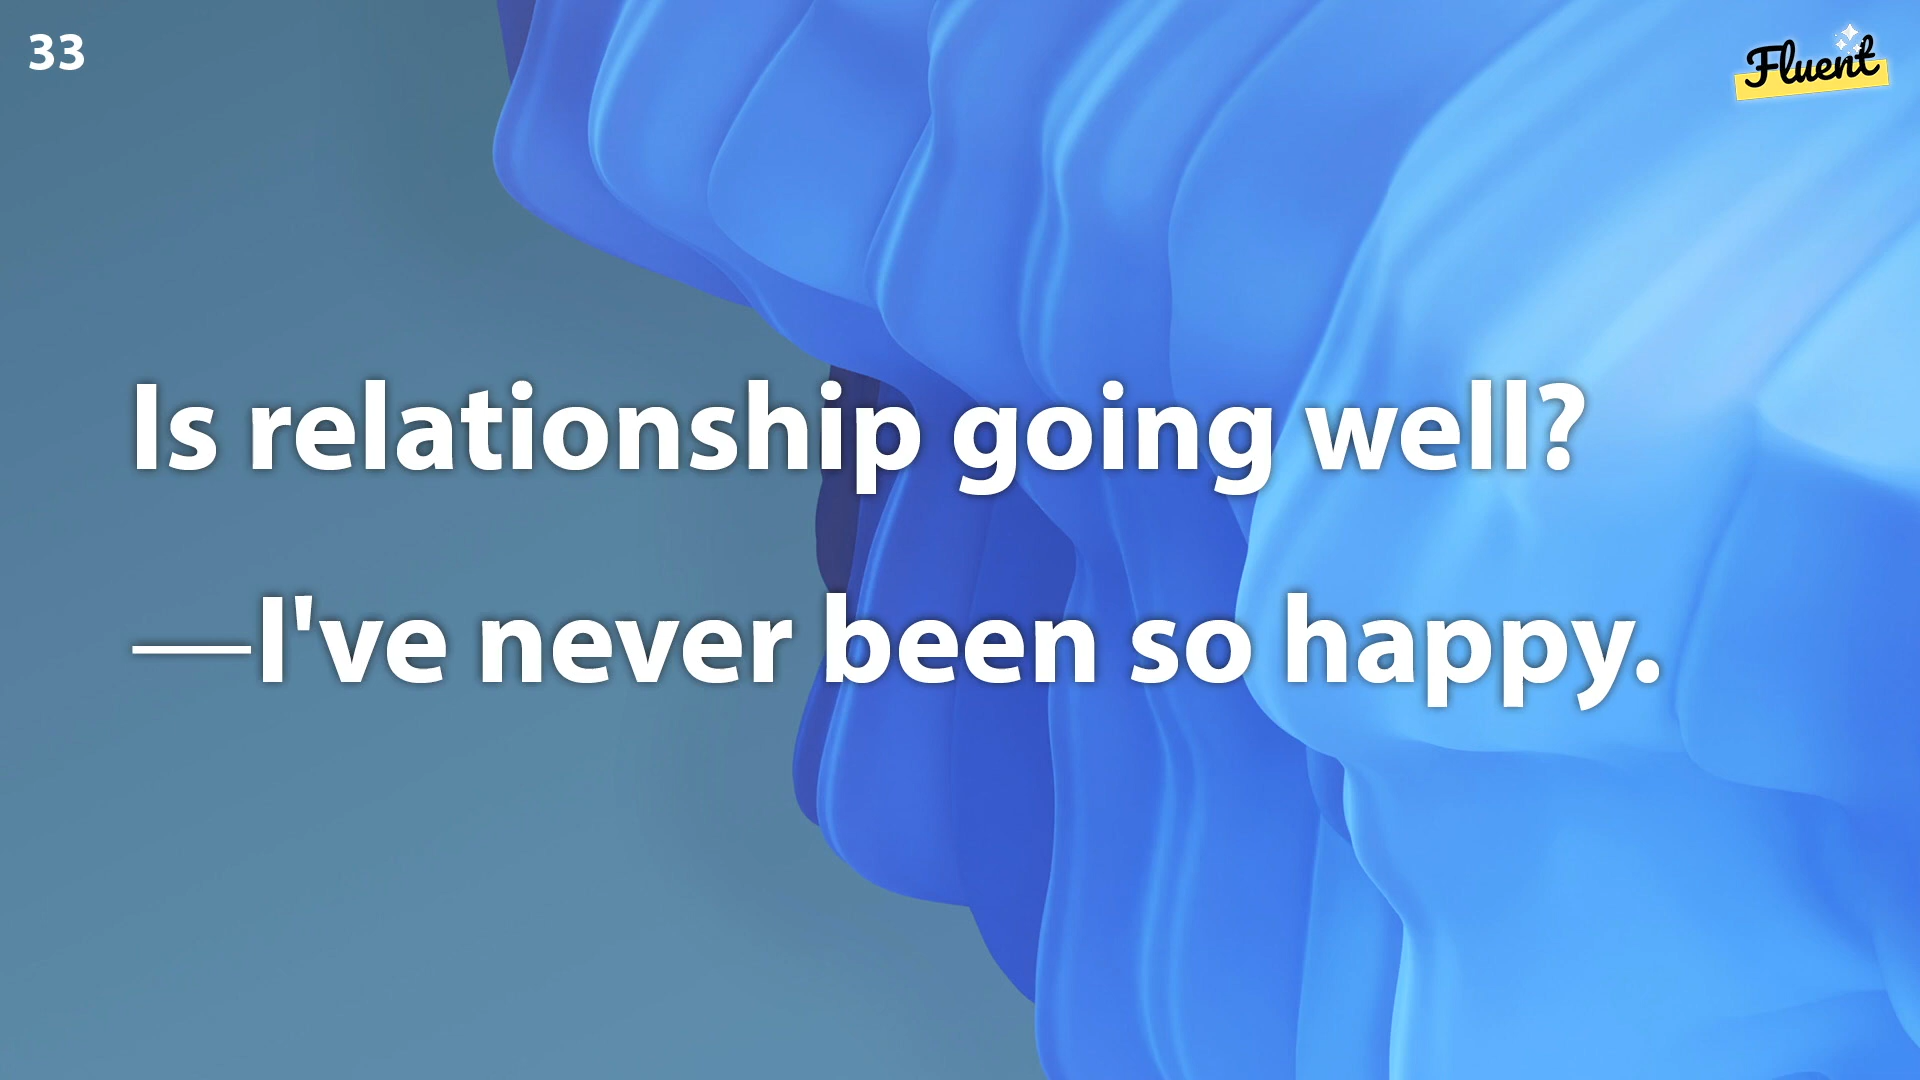 33
Fluent
Is relationship going well?
—I've never been so happy.